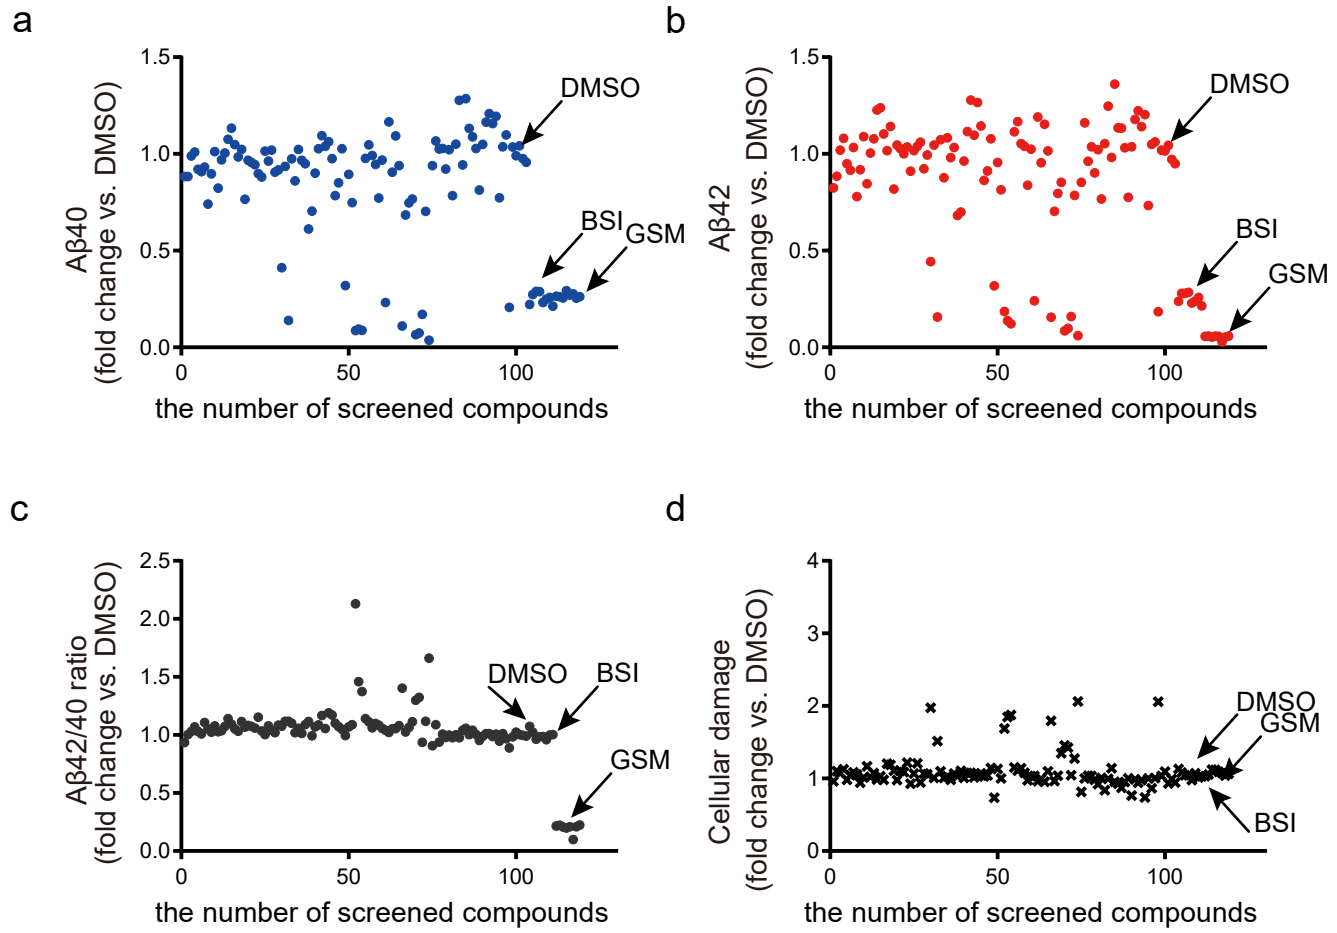 a
Aβ40
(fold change vs. DMSO)
1.5
1.0
0.5
0.0
0
50
100
DMSO
BSI
GSM
the number of screened compounds
b
Aβ42
(fold change vs. DMSO)
1.5
1.0
0.5
0.0
0
50
100
DMSO
BSI
GSM
the number of screened compounds
c
Aβ42/40 ratio
(fold change vs. DMSO)
2.5
2.0
1.5
1.0
0.5
0.0
0
50
100
DMSO
BSI
GSM
the number of screened compounds
d
Cellular damage
(fold change vs. DMSO)
4
3
2
1
0
0
50
100
DMSO
GSM
BSI
the number of screened compounds